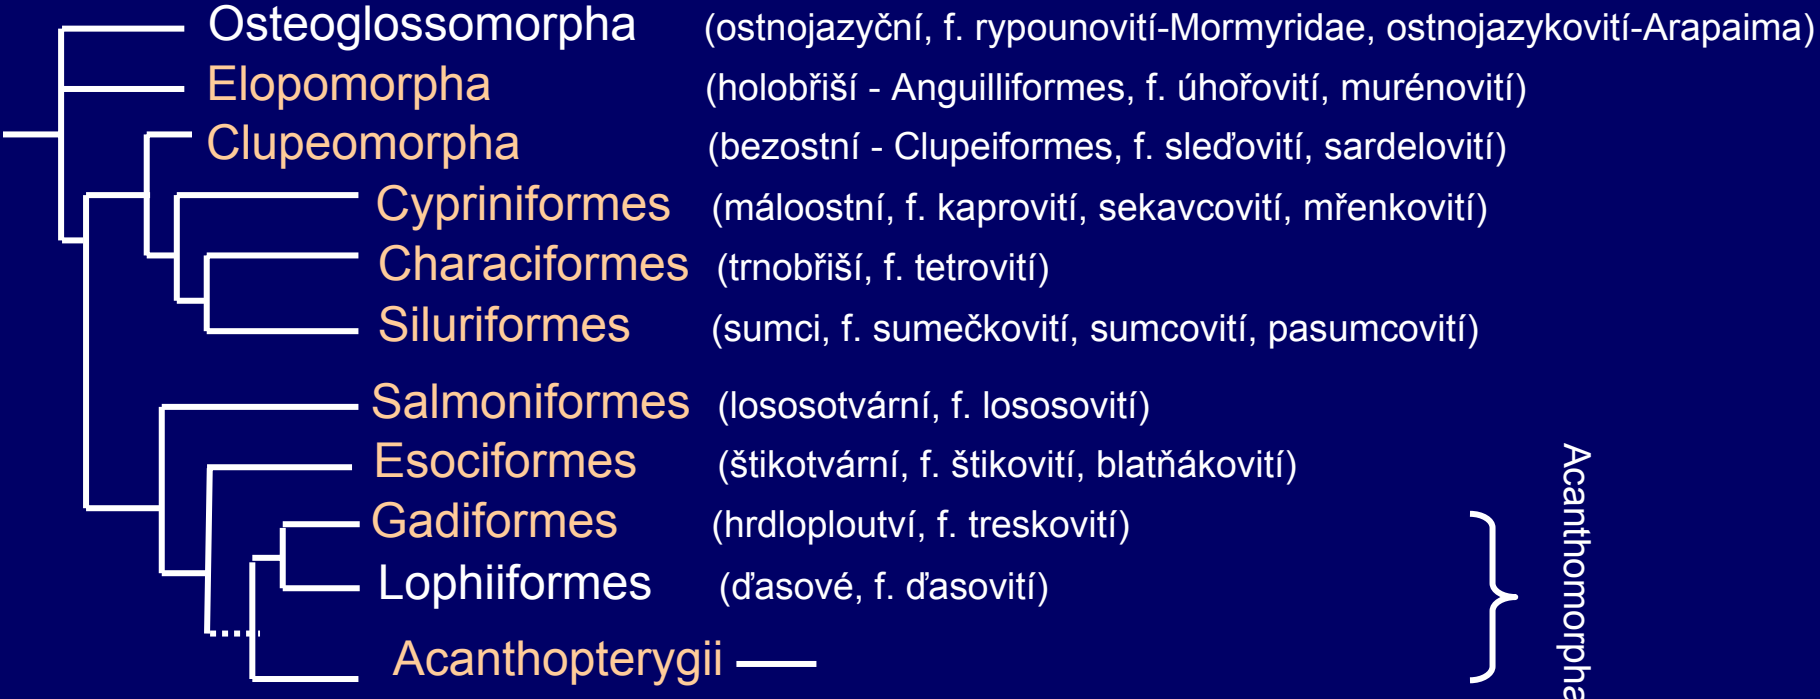 Osteoglossomorpha (ostnojazyční, f. rypounovití-Mormyridae, ostnojazykovití-Arapaima)
Elopomorpha (holobřiší - Anguilliformes, f. úhořovití, murénovití)
Clupeomorpha (bezostní - Clupeiformes, f. sleďovití, sardelovití)
Cypriniformes (máloostní, f. kaprovití, sekavcovití, mřenkovití)
Characiformes (trnobřiší, f. tetrovití)
Siluriformes (sumci, f. sumečkovití, sumcovití, pasumcovití)
Salmoniformes (lososotvární, f. lososovití)
Esociformes (štikotvární, f. štikovití, blatňákovití)
Gadiformes (hrdloploutví, f. treskovití)
Lophiiformes (ďasové, f. ďasovití)
Acanthopterygii
Acanthomorpha